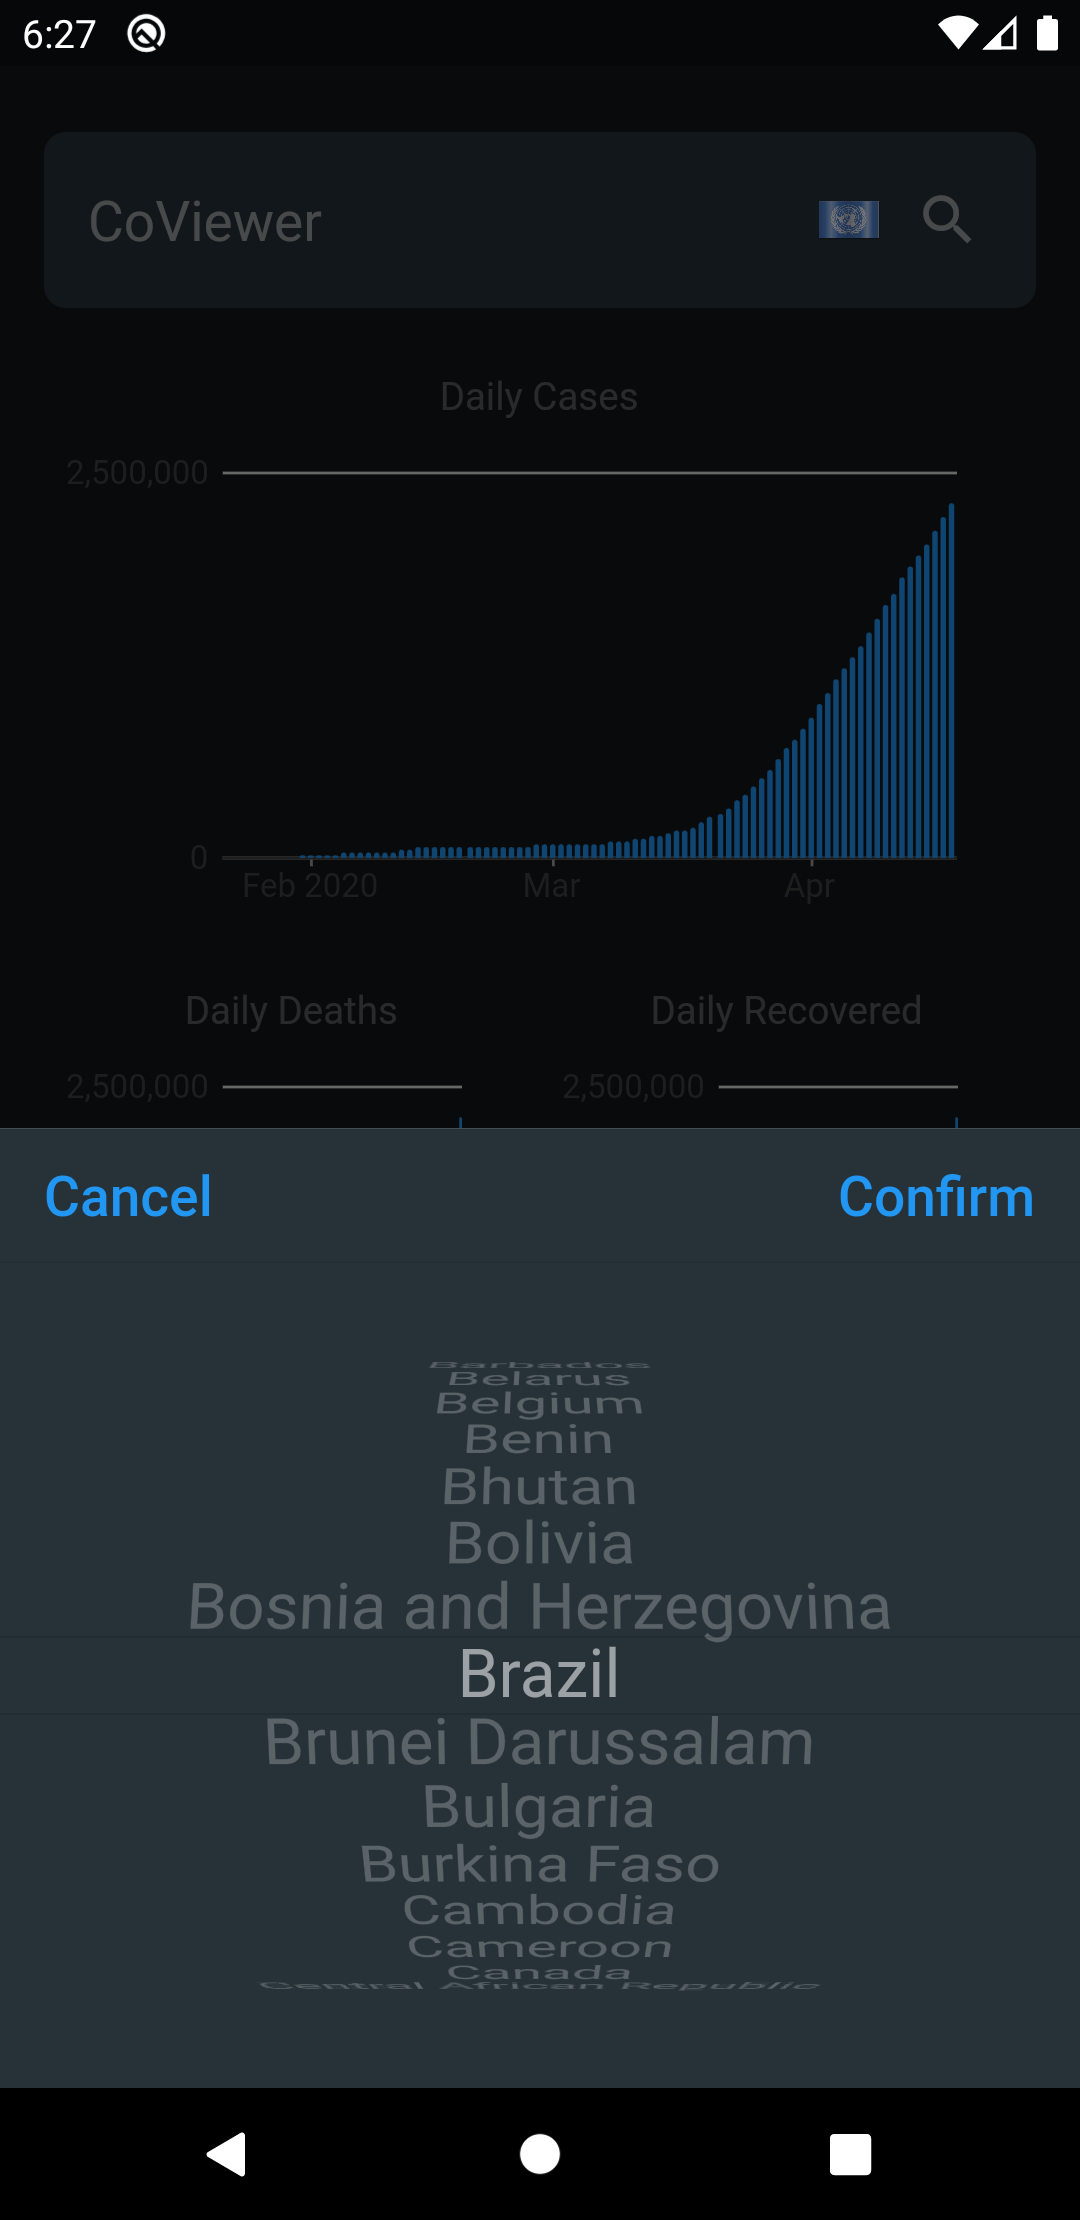 6:27
CoViewer
Daily Cases
2,500,000
0
Feb 2020 Mar Apr
Daily Deaths Daily Recovered
2,500,000 2,500,000
Cancel Confirm
Barbados
Belarus
Belgium
Benin
Bhutan
Bolivia
Bosnia and Herzegovina
Brazil
Brunei Darussalam
Bulgaria
Burkina Faso
Cambodia
Cameroon
Canada
Central African Republic